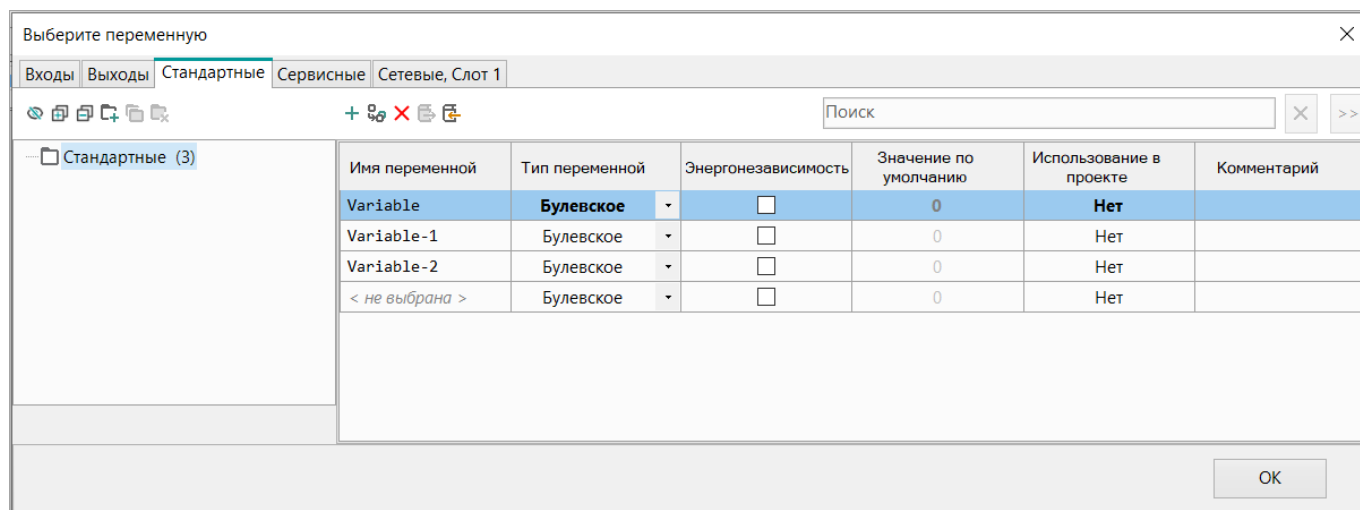 Выберите переменную
Входы Выходы Стандартные Сервисные Сетевые, Слот 1
Поиск >>
Стандартные (3)
Имя переменной Тип переменной Энергонезависимость Значение по умолчанию Использование в проекте Комментарий
Variable Булевское 0 Нет
Variable-1 Булевское 0 Нет
Variable-2 Булевское 0 Нет
< не выбрана > Булевское 0 Нет
OK